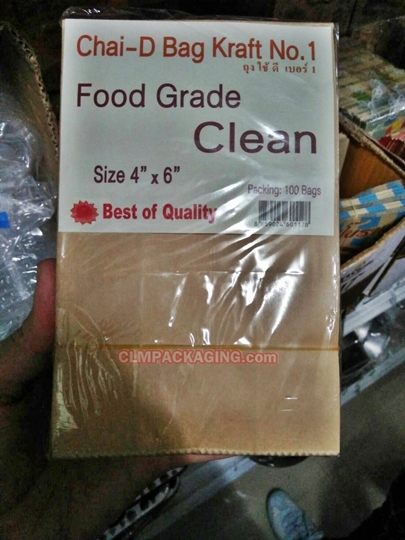 Chai-D Bag Kraft No.1
ถุง ใช้ ดี เบอร์ 1
Food Grade
Clean
Size 4” x 6”
Packing: 100 Bags
Best of Quality
CLMPACKAGING.com